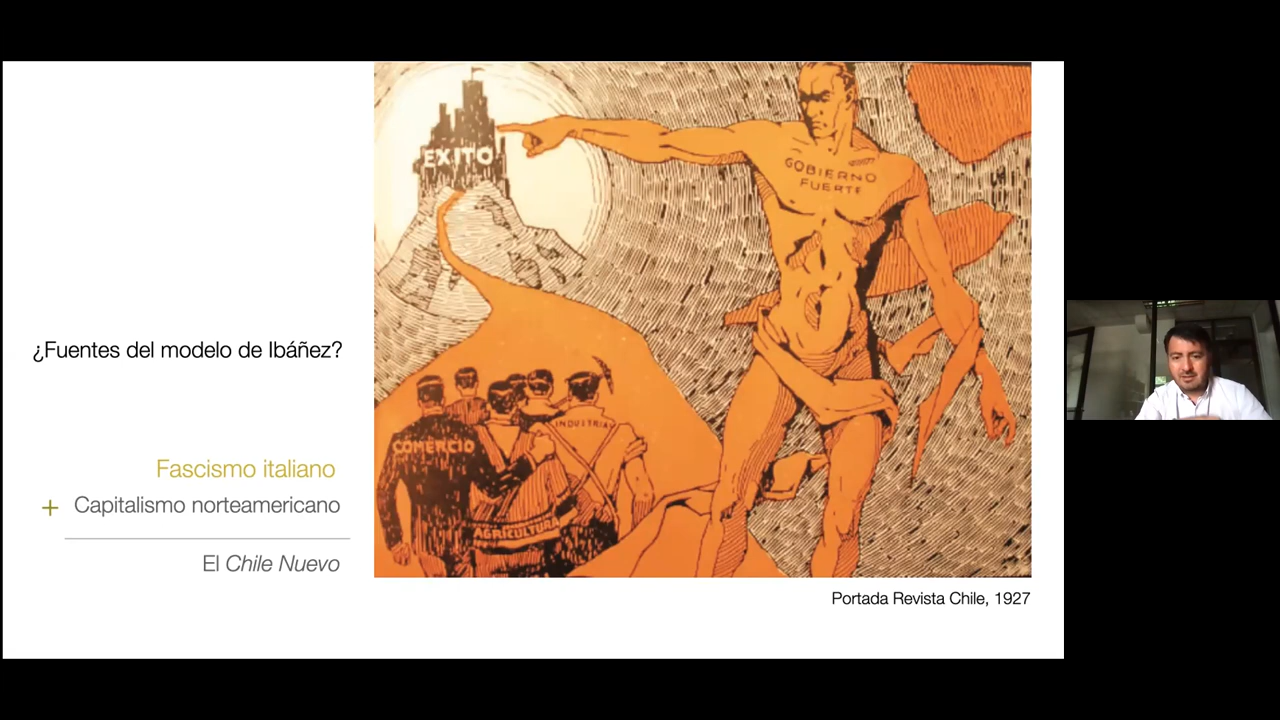 ¿Fuentes del modelo de Ibáñez?
Fascismo italiano
+ Capitalismo norteamericano
El Chile Nuevo
EXITO
GOBIERNO
FUERTE
COMERCIO
INDUSTRIA
AGRICULTURA
Portada Revista Chile, 1927